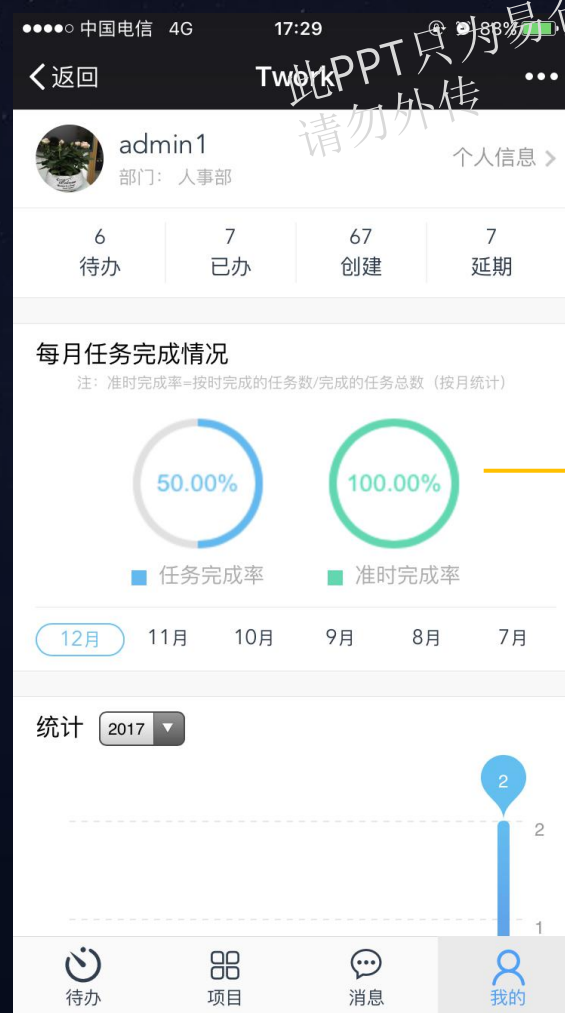 中国电信 4G 17:29 88%
返回 Twork
此PPT只为易
请勿外传
admin1
部门： 人事部
个人信息
6 7 67 7
待办 已办 创建 延期
每月任务完成情况
注：准时完成率=按时完成的任务数/完成的任务总数（按月统计）
50.00% 100.00%
任务完成率 准时完成率
12月 11月 10月 9月 8月 7月
统计 2017
2
2
1
待办 项目 消息 我的